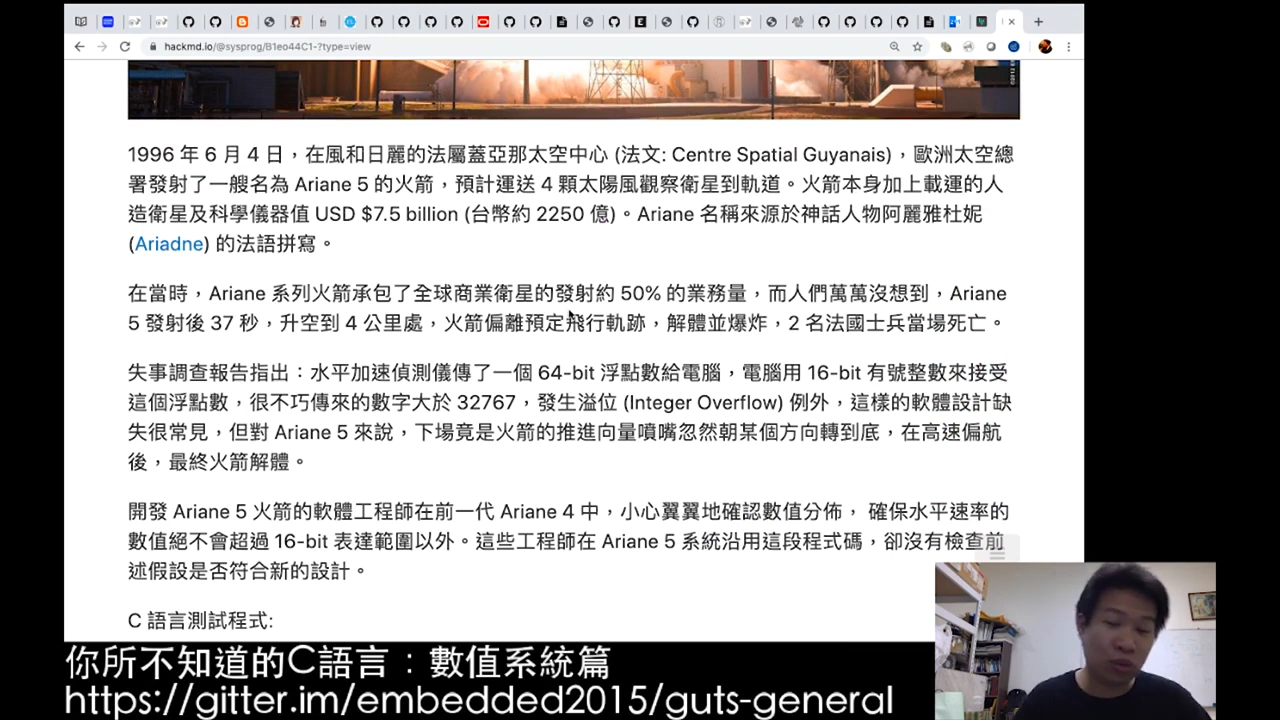 hackmd.io/@sysprog/B1eo44C1-?type=view
1996 年 6 月 4 日，在風和日麗的法屬蓋亞那太空中心 (法文: Centre Spatial Guyanais)，歐洲太空總
署發射了一艘名為 Ariane 5 的火箭，預計運送 4 顆太陽風觀察衛星到軌道。火箭本身加上載運的人
造衛星及科學儀器值 USD $7.5 billion (台幣約 2250 億)。Ariane 名稱來源於神話人物阿麗雅杜妮
(Ariadne) 的法語拼寫。
在當時，Ariane 系列火箭承包了全球商業衛星的發射約 50% 的業務量，而人們萬萬沒想到，Ariane
5 發射後 37 秒，升空到 4 公里處，火箭偏離預定飛行軌跡，解體並爆炸，2 名法國士兵當場死亡。
失事調查報告指出：水平加速偵測儀傳了一個 64-bit 浮點數給電腦，電腦用 16-bit 有號整數來接受
這個浮點數，很不巧傳來的數字大於 32767，發生溢位 (Integer Overflow) 例外，這樣的軟體設計缺
失很常見，但對 Ariane 5 來說，下場竟是火箭的推進向量噴嘴忽然朝某個方向轉到底，在高速偏航
後，最終火箭解體。
開發 Ariane 5 火箭的軟體工程師在前一代 Ariane 4 中，小心翼翼地確認數值分佈， 確保水平速率的
數值絕不會超過 16-bit 表達範圍以外。這些工程師在 Ariane 5 系統沿用這段程式碼，卻沒有檢查前
述假設是否符合新的設計。
C 語言測試程式:
你所不知道的C語言：數值系統篇
https://gitter.im/embedded2015/guts-general